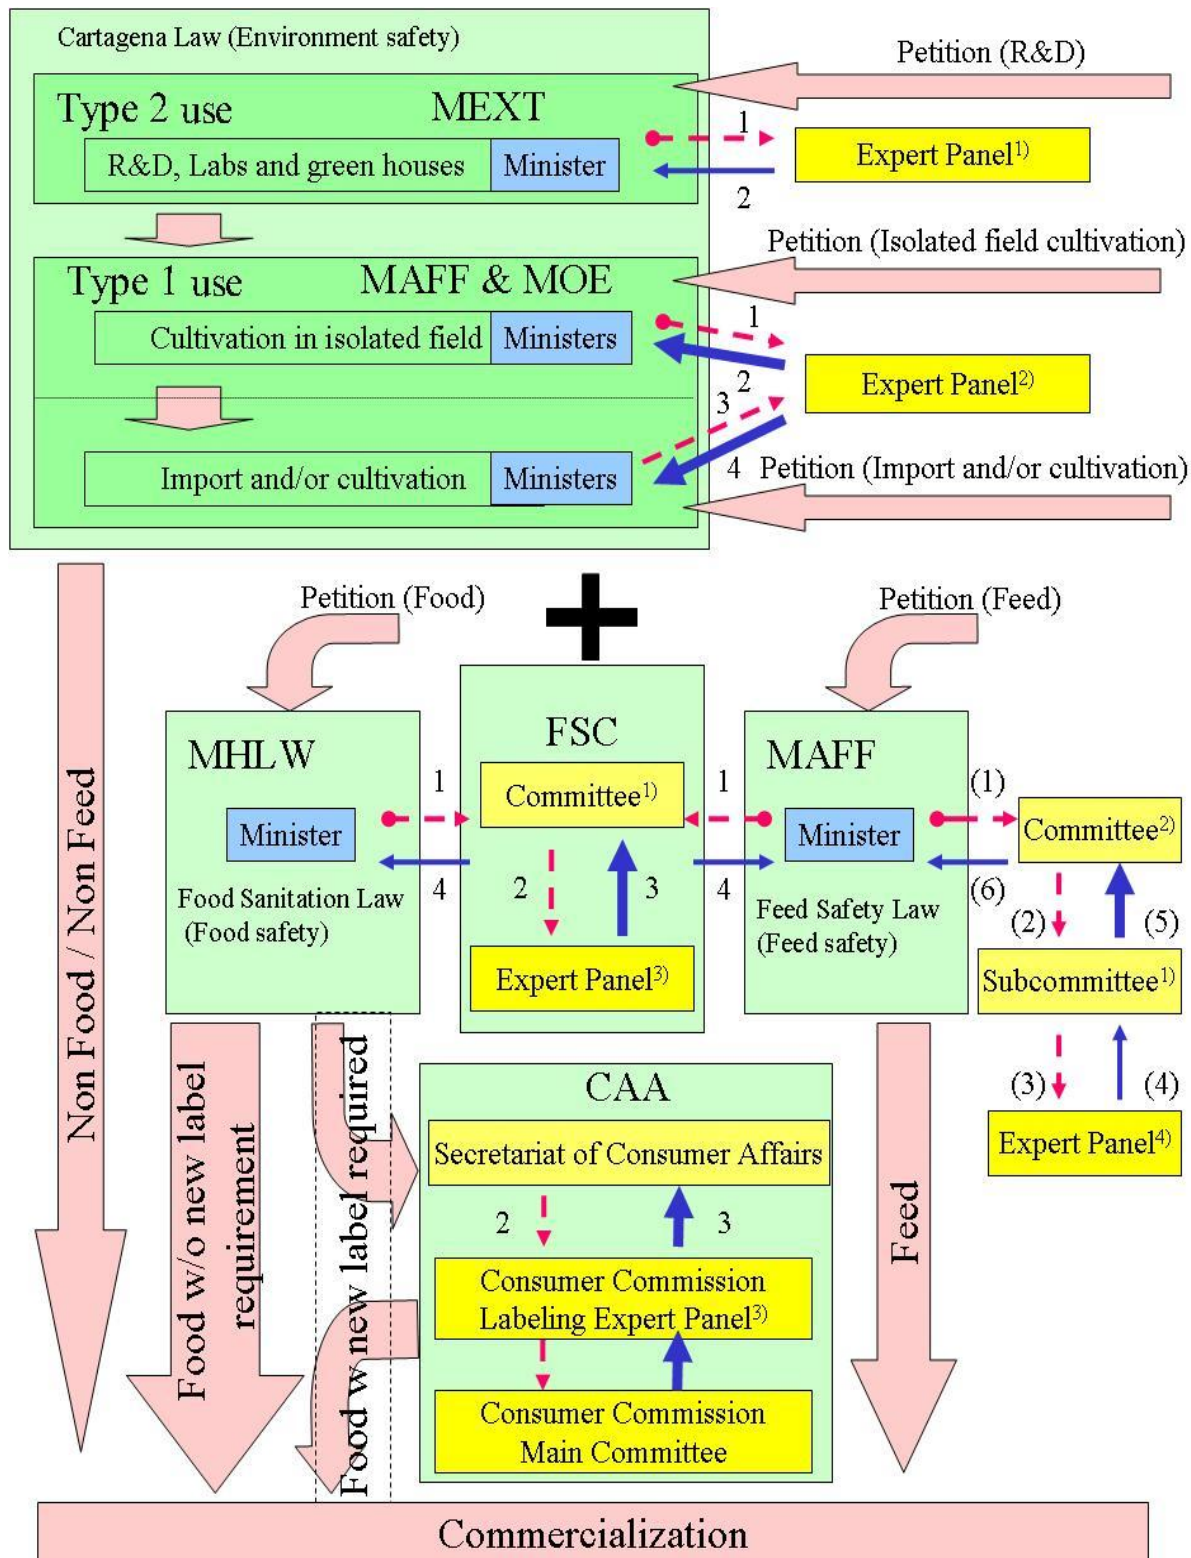 Cartagena Law (Environment safety)
Petition (R&D)
Type 2 use
MEXT
R&D, Labs and green houses
Minister
1
2
Expert Panel1)
Petition (Isolated field cultivation)
Type 1 use
MAFF & MOE
Cultivation in isolated field
Ministers
1
2
3
4
Expert Panel2)
Import and/or cultivation
Ministers
Petition (Import and/or cultivation)
Petition (Food)
+
Petition (Feed)
MHLW
Minister
Food Sanitation Law
(Food safety)
1
4
FSC
Committee1)
2
3
Expert Panel3)
1
4
MAFF
Minister
Feed Safety Law
(Feed safety)
(1)
(6)
Committee2)
(2)
(5)
Subcommittee1)
(3)
(4)
Expert Panel4)
Non Food / Non Feed
Food w/o new label
requirement
Food w new label required
CAA
Secretariat of Consumer Affairs
2
3
Consumer Commission
Labeling Expert Panel3)
Consumer Commission
Main Committee
Feed
Commercialization